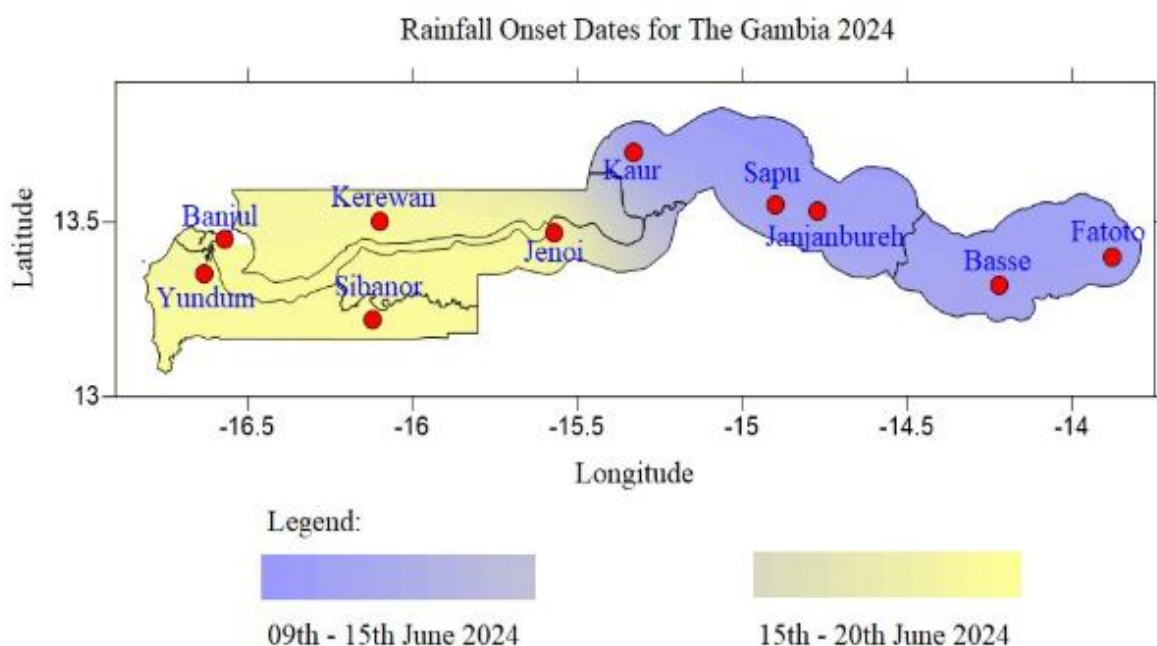 Rainfall Onset Dates for The Gambia 2024
Latitude
13.5
13
Banjul
Kerewan
Yundum
Sibanor
Jenoi
Kaur
Sapu
Janjanbureh
Basse
Fatoto
-16.5
-16
-15.5
-15
-14.5
-14
Longitude
Legend:
09th - 15th June 2024
15th - 20th June 2024